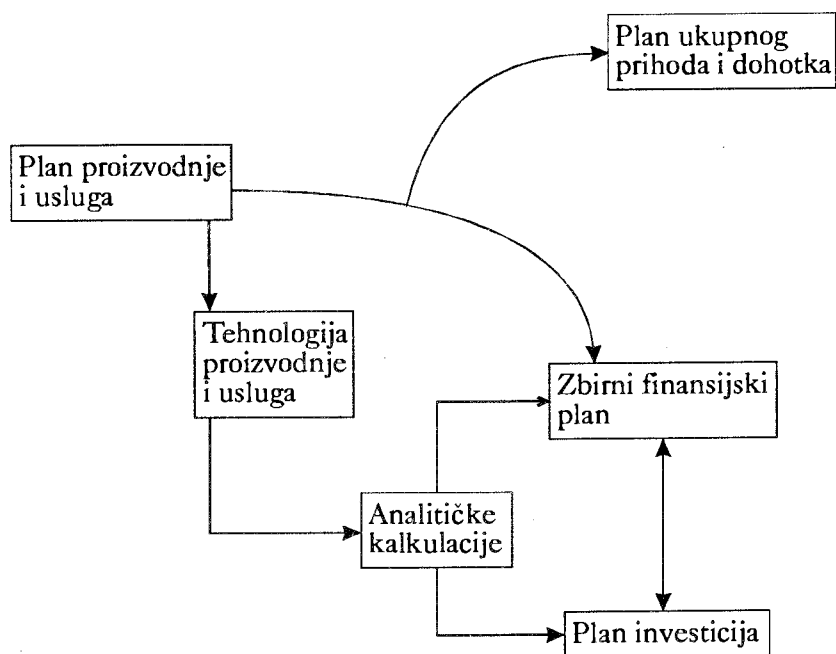 Plan ukupnog
prihoda i dohotka
Plan proizvodnje
i usluga
Tehnologija
proizvodnje
i usluga
Zbirni finansijski
plan
Analitičke
kalkulacije
Plan investicija